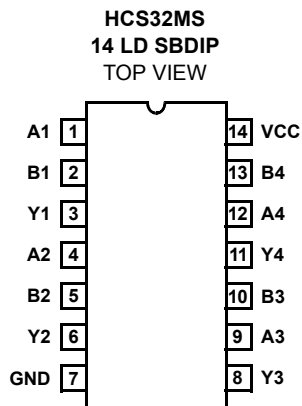 HCS32MS
14 LD SBDIP
TOP VIEW
A1 1 14 VCC
B1 2 13 B4
Y1 3 12 A4
A2 4 11 Y4
B2 5 10 B3
Y2 6 9 A3
GND 7 8 Y3